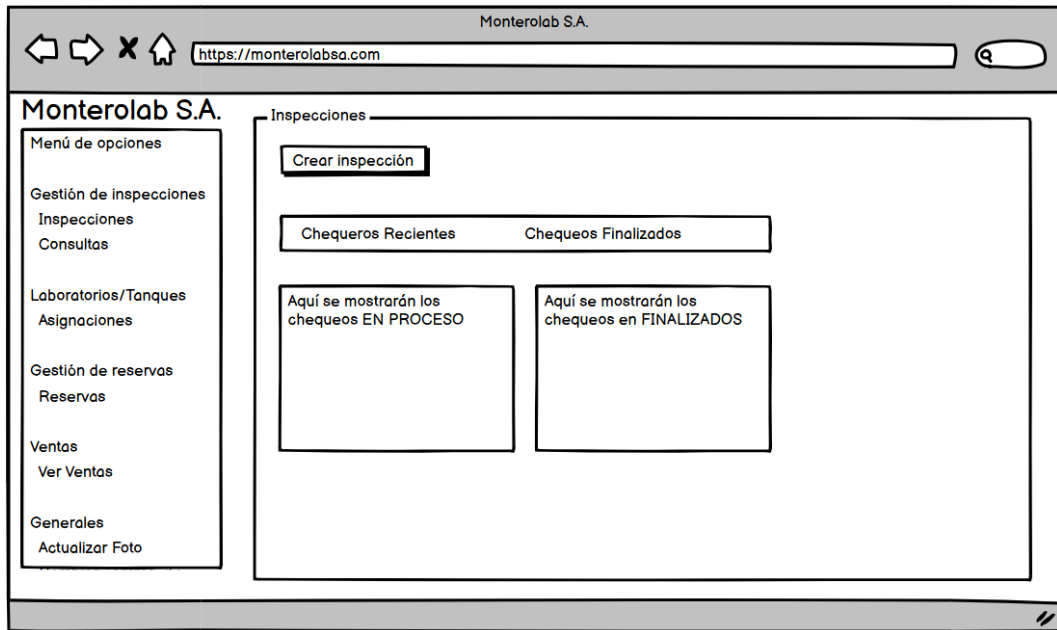 Monterolab S.A.
https://monterolabsa.com
Monterolab S.A.
Menú de opciones
Gestión de inspecciones
Inspecciones
Consultas
Laboratorios/Tanques
Asignaciones
Gestión de reservas
Reservas
Ventas
Ver Ventas
Generales
Actualizar Foto
Inspecciones
Crear inspección
Chequeros Recientes
Chequeos Finalizados
Aquí se mostrarán los
chequeos EN PROCESO
Aquí se mostrarán los
chequeos en FINALIZADOS